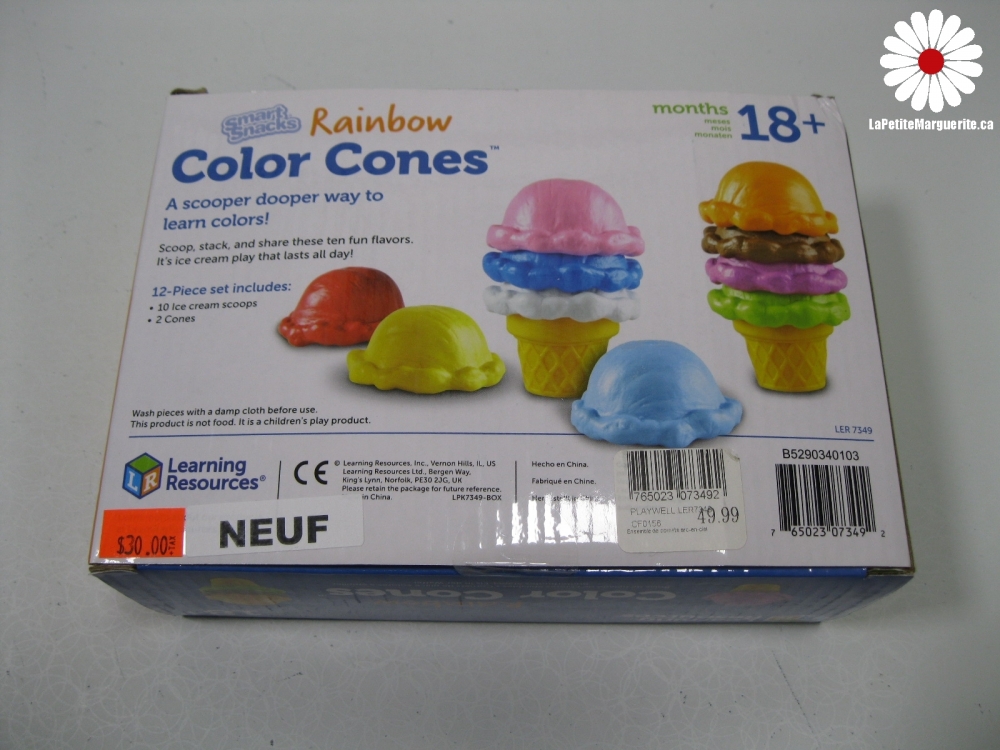 LaPetiteMarguerite.ca
smart snacks
Rainbow
Color Cones™
months
meses
mois
monaten
18+
A scooper dooper way to
learn colors!
Scoop, stack, and share these ten fun flavors.
It's ice cream play that lasts all day!
12-Piece set includes:
• 10 Ice cream scoops
• 2 Cones
Wash pieces with a damp cloth before use.
This product is not food. It is a children's play product.
LER 7349
LR
Learning
Resources®
CE
© Learning Resources, Inc., Vernon Hills, IL, US
Learning Resources Ltd., Bergen Way,
King's Lynn, Norfolk, PE30 2JG, UK
Please retain the package for future reference.
in China.
LPK7349-BOX
Hecho en China.
Fabriqué en Chine.
765023 073492
PLAYWELL
49.99
CF0156
B5290340103
7 65023 07349 2
$30.00+TAX
NEUF
Color Cones